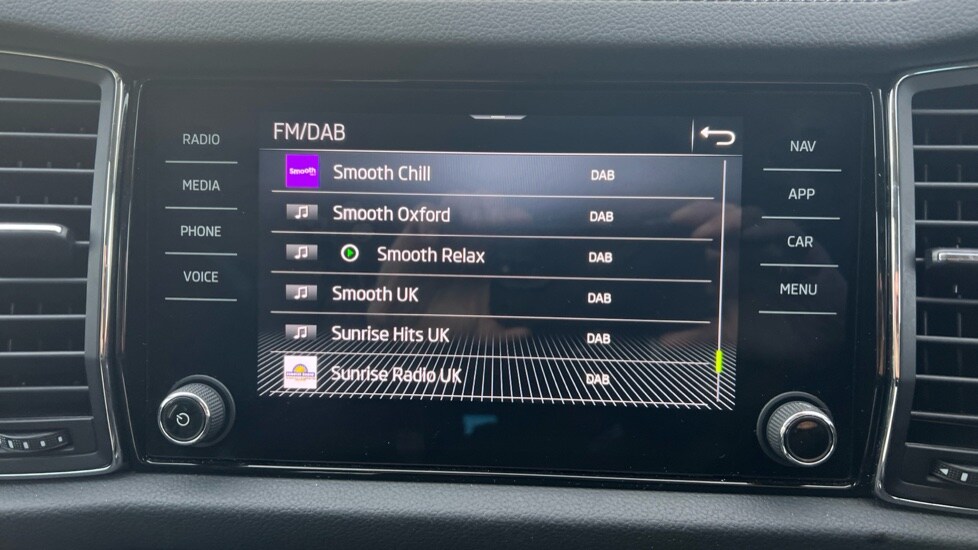 FM/DAB
RADIO
MEDIA
PHONE
VOICE
Smooth
Smooth Chill DAB
Smooth Oxford DAB
Smooth Relax DAB
Smooth UK DAB
Sunrise Hits UK DAB
Sunrise Radio UK DAB
NAV
APP
CAR
MENU